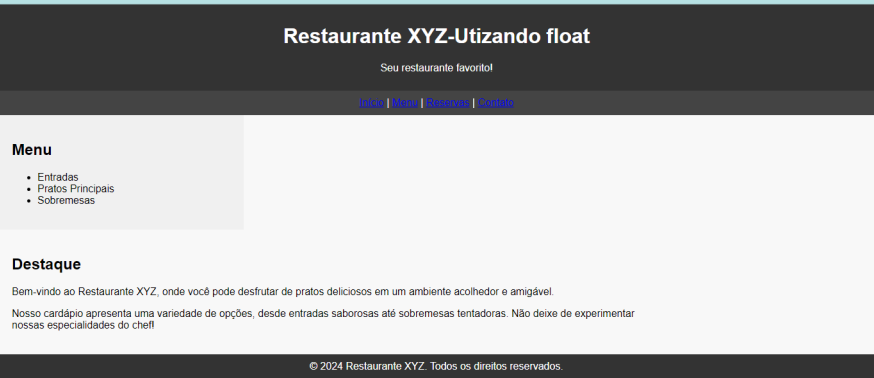 Restaurante XYZ-Utizando float
Seu restaurante favorito!
Início | Menu | Reservas | Contato
Menu
Entradas
Pratos Principais
Sobremesas
Destaque
Bem-vindo ao Restaurante XYZ, onde você pode desfrutar de pratos deliciosos em um ambiente acolhedor e amigável.
Nosso cardápio apresenta uma variedade de opções, desde entradas saborosas até sobremesas tentadoras. Não deixe de experimentar
nossas especialidades do chef!
© 2024 Restaurante XYZ. Todos os direitos reservados.